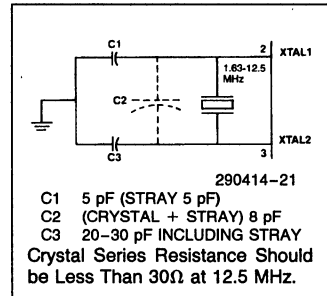 C1
2
XTAL1
1.63-12.5
MHz
C2
XTAL2
3
C3
290414-21
C1 5 pF (STRAY 5 pF)
C2 (CRYSTAL + STRAY) 8 pF
C3 20-30 pF INCLUDING STRAY
Crystal Series Resistance Should
be Less Than 30Ω at 12.5 MHz.